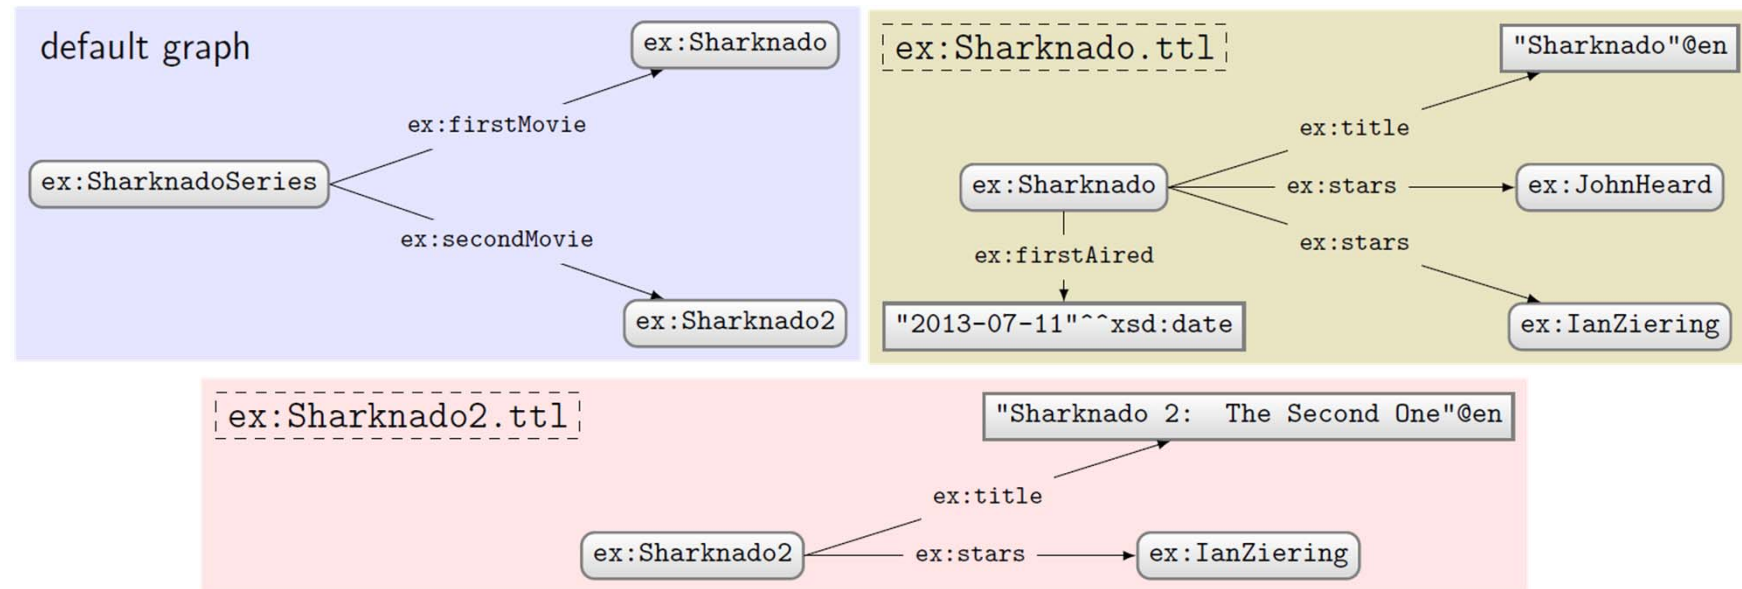 default graph
ex:Sharknado
ex:firstMovie
ex:SharknadoSeries
ex:secondMovie
ex:Sharknado2
ex:Sharknado.ttl
"Sharknado"@en
ex:title
ex:Sharknado
ex:stars
ex:JohnHeard
ex:stars
ex:firstAired
"2013-07-11"^^xsd:date
ex:IanZiering
ex:Sharknado2.ttl
"Sharknado 2:  The Second One"@en
ex:title
ex:Sharknado2
ex:stars
ex:IanZiering